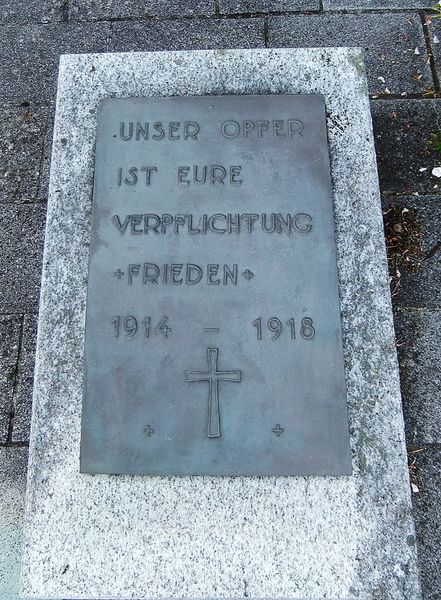 UNSER OPFER
IST EURE
VERPFLICHTUNG
+FRIEDEN+
1914 – 1918